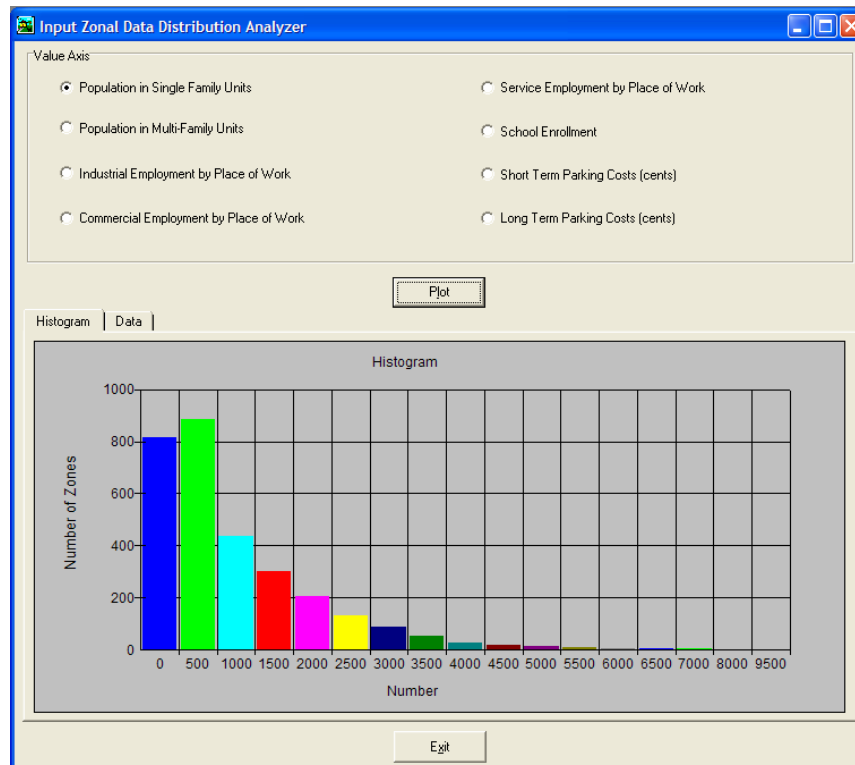 Input Zonal Data Distribution Analyzer
Value Axis
Population in Single Family Units
Service Employment by Place of Work
Population in Multi-Family Units
School Enrollment
Industrial Employment by Place of Work
Short Term Parking Costs (cents)
Commercial Employment by Place of Work
Long Term Parking Costs (cents)
Plot
Histogram Data
Histogram
1000
800
600
400
200
0
Number of Zones
0 500 1000 1500 2000 2500 3000 3500 4000 4500 5000 5500 6000 6500 7000 8000 9500
Number
Exit